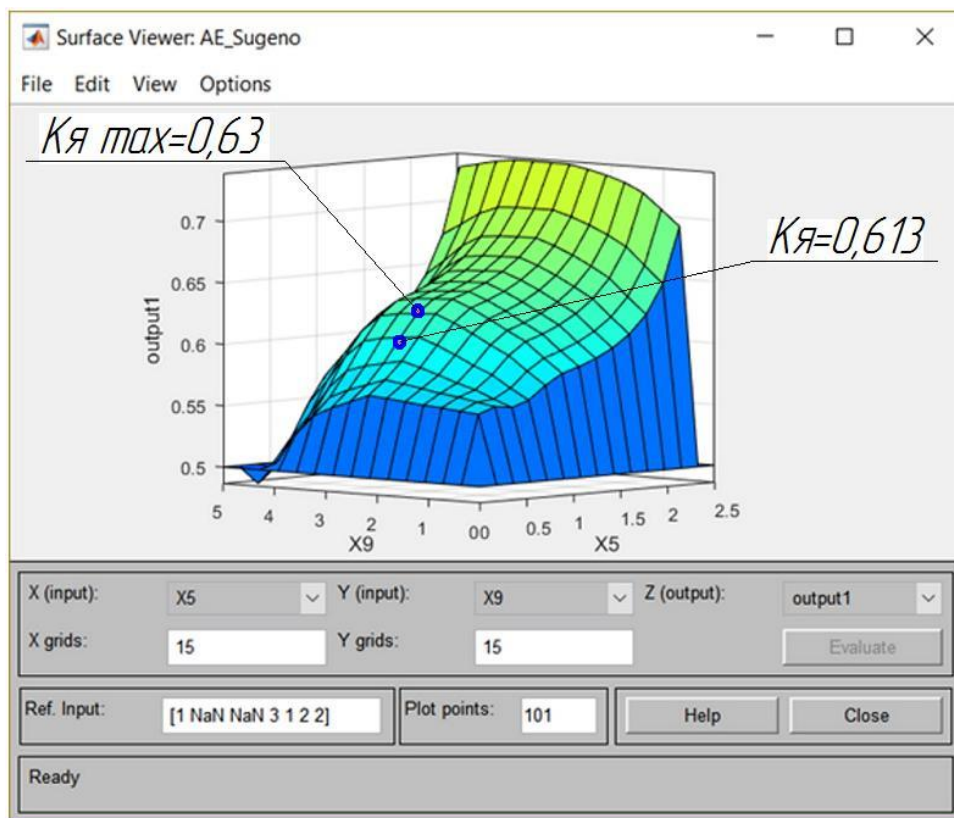 Surface Viewer: AE_Sugeno
File Edit View Options
Kя max=0,63
Kя=0,613
0.7
0.65
0.6
0.55
0.5
output1
5 4 3 2 1 00 0.5 1 1.5 2 2.5
X9 X5
X (input): X5 Y (input): X9 Z (output): output1
X grids: 15 Y grids: 15 Evaluate
Ref. Input: [1 NaN NaN 3 1 2 2] Plot points: 101 Help Close
Ready